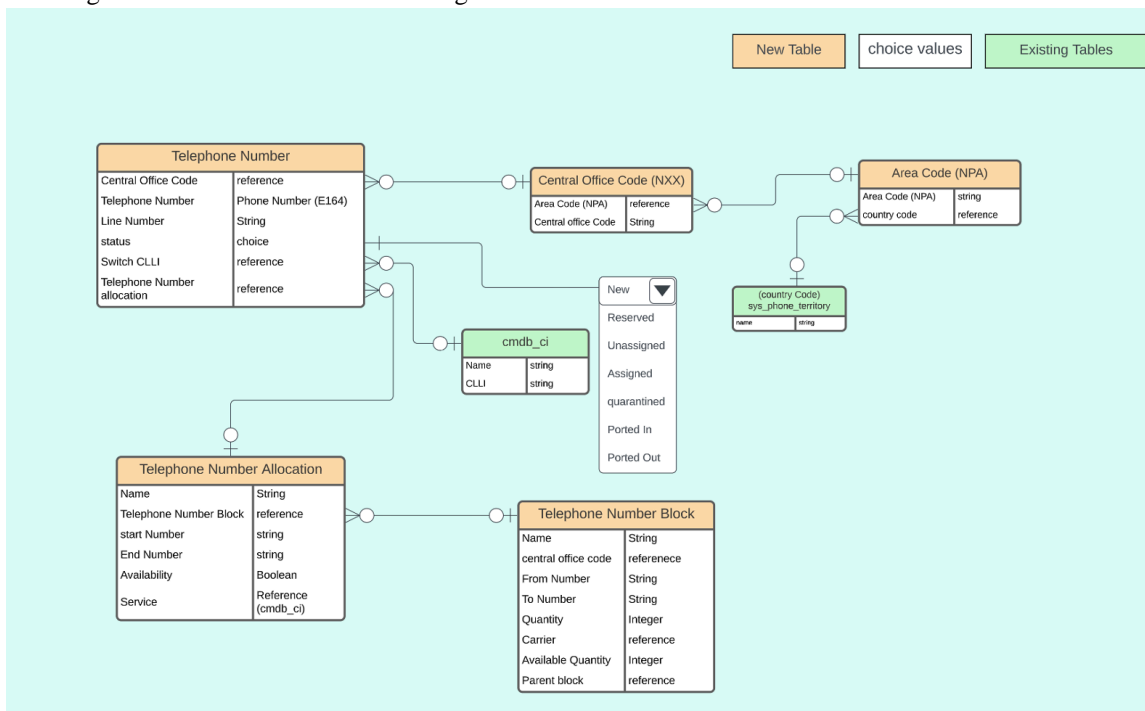 New Table
choice values
Existing Tables
Telephone Number
Central Office Code reference
Telephone Number Phone Number (E164)
Line Number String
status choice
Switch CLLI reference
Telephone Number
allocation reference
Central Office Code (NXX)
Area Code (NPA) reference
Central office Code String
Area Code (NPA)
Area Code (NPA) string
country code reference
(country Code)
sys_phone_territory
name string
New
Reserved
Unassigned
Assigned
quarantined
Ported In
Ported Out
cmdb_ci
Name string
CLLI string
Telephone Number Allocation
Name String
Telephone Number Block reference
start Number string
End Number string
Availability Boolean
Service Reference
(cmdb_ci)
Telephone Number Block
Name String
central office code referenece
From Number String
To Number String
Quantity Integer
Carrier reference
Available Quantity Integer
Parent block reference